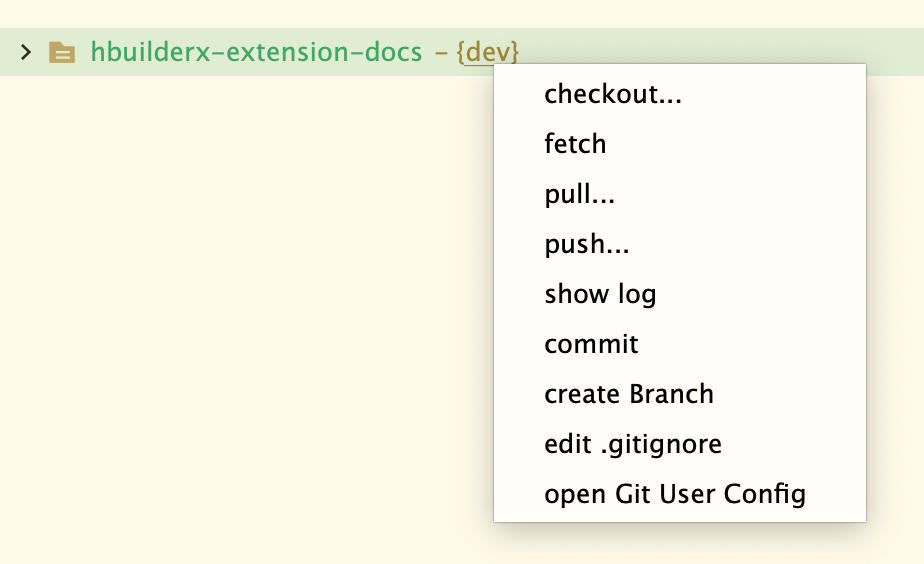 hbuilderx-extension-docs – {dev}
checkout...
fetch
pull...
push...
show log
commit
create Branch
edit .gitignore
open Git User Config